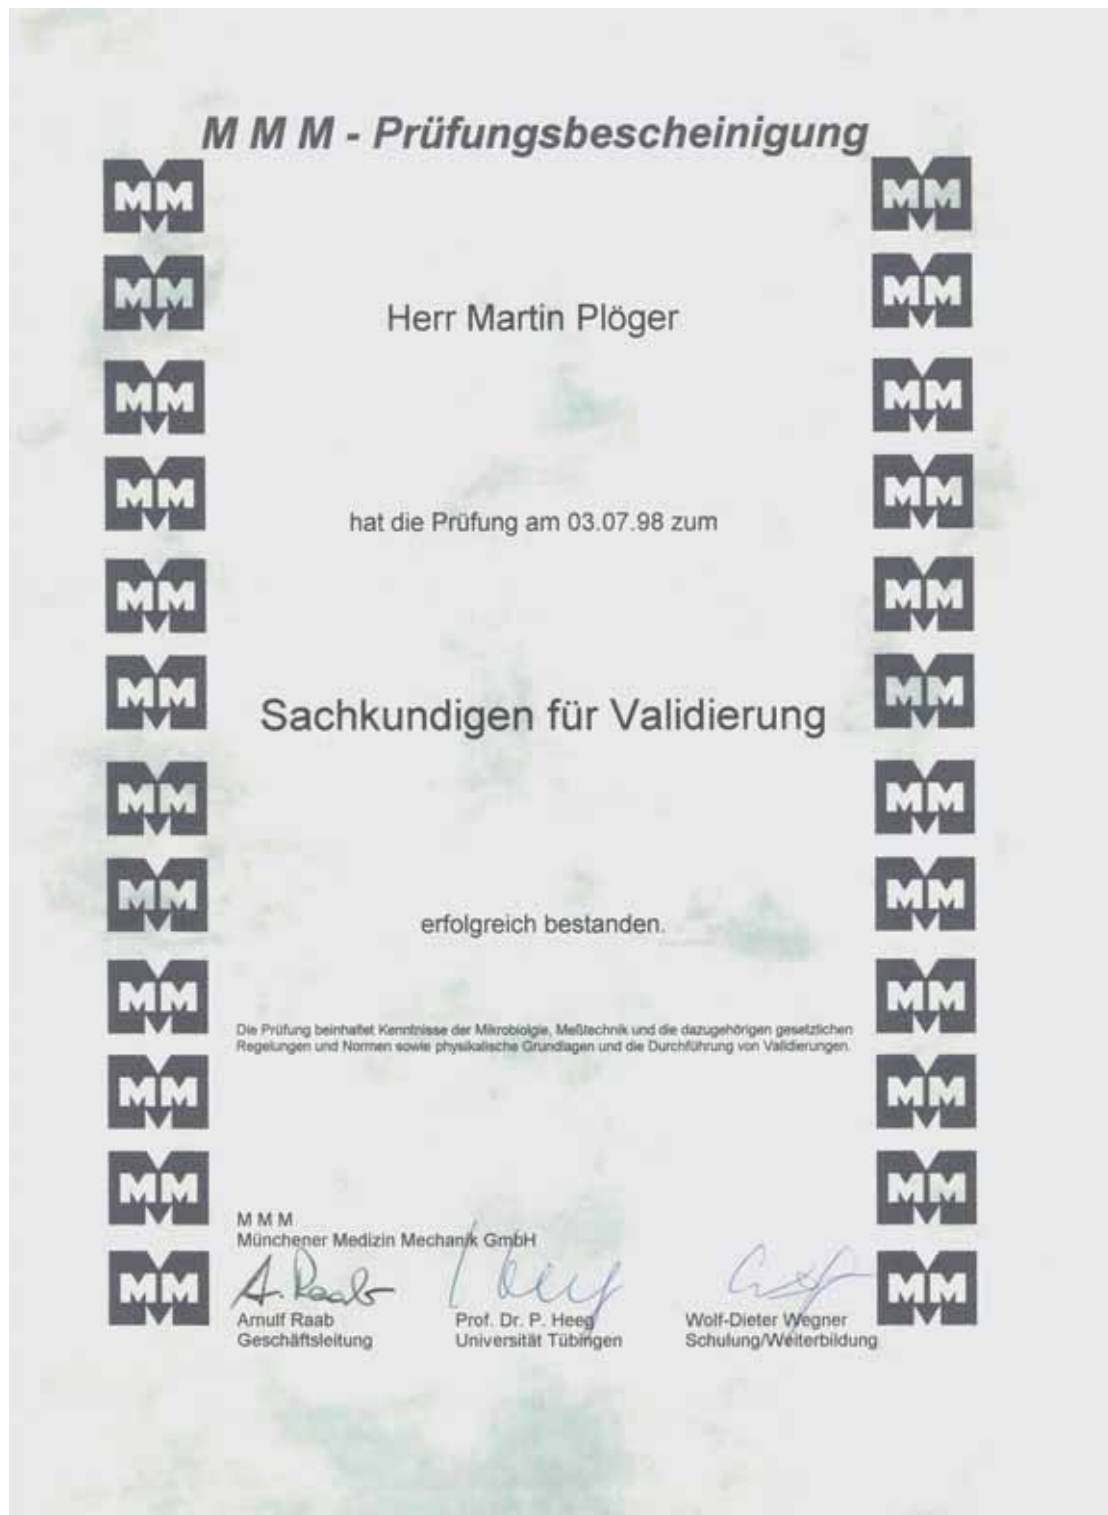 M M M - Prüfungsbescheinigung
Herr Martin Plöger
hat die Prüfung am 03.07.98 zum
Sachkundigen für Validierung
erfolgreich bestanden.
Die Prüfung beinhaltet Kenntnisse der Mikrobiolgie, Meßtechnik und die dazugehörigen gesetzlichen
Regelungen und Normen sowie physikalische Grundlagen und die Durchführung von Validierungen.
M M M
Münchener Medizin Mechanik GmbH
A. Raab
Arnulf Raab
Geschäftsleitung
Prof. Dr. P. Heeg
Universität Tübingen
Wolf-Dieter Wegner
Schulung/Weiterbildung